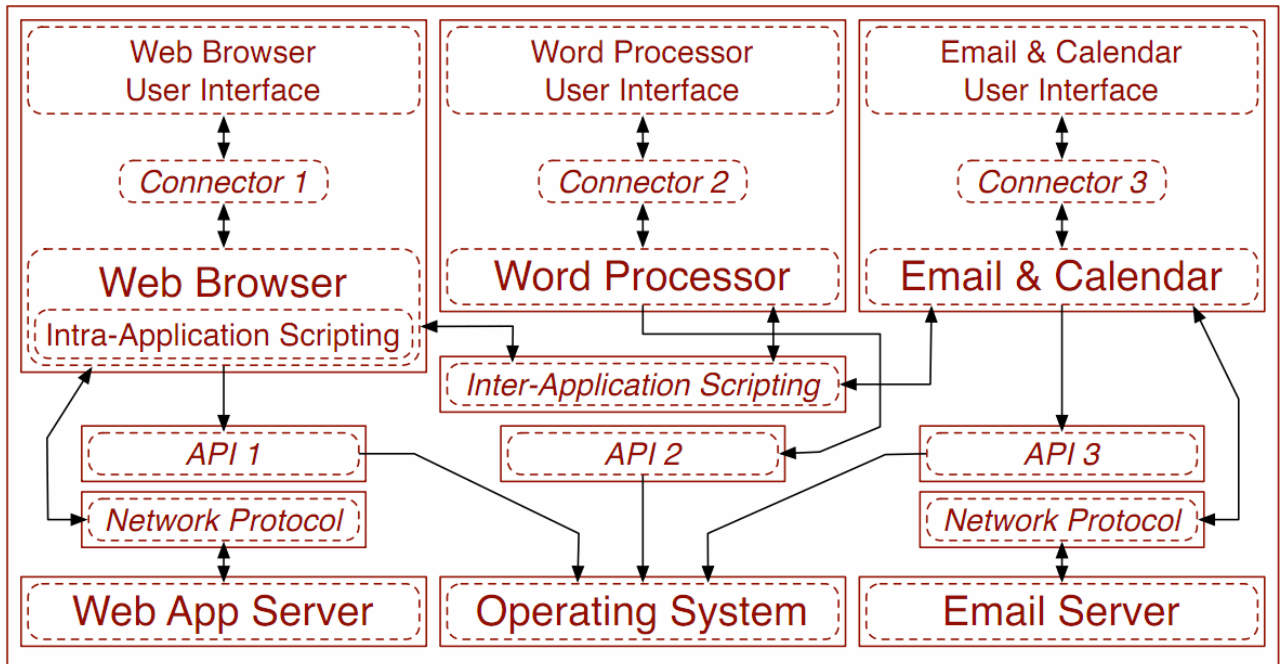 Web Browser
User Interface
Word Processor
User Interface
Email & Calendar
User Interface
Connector 1
Connector 2
Connector 3
Web Browser
Word Processor
Email & Calendar
Intra-Application Scripting
Inter-Application Scripting
API 1
API 2
API 3
Network Protocol
Network Protocol
Web App Server
Operating System
Email Server